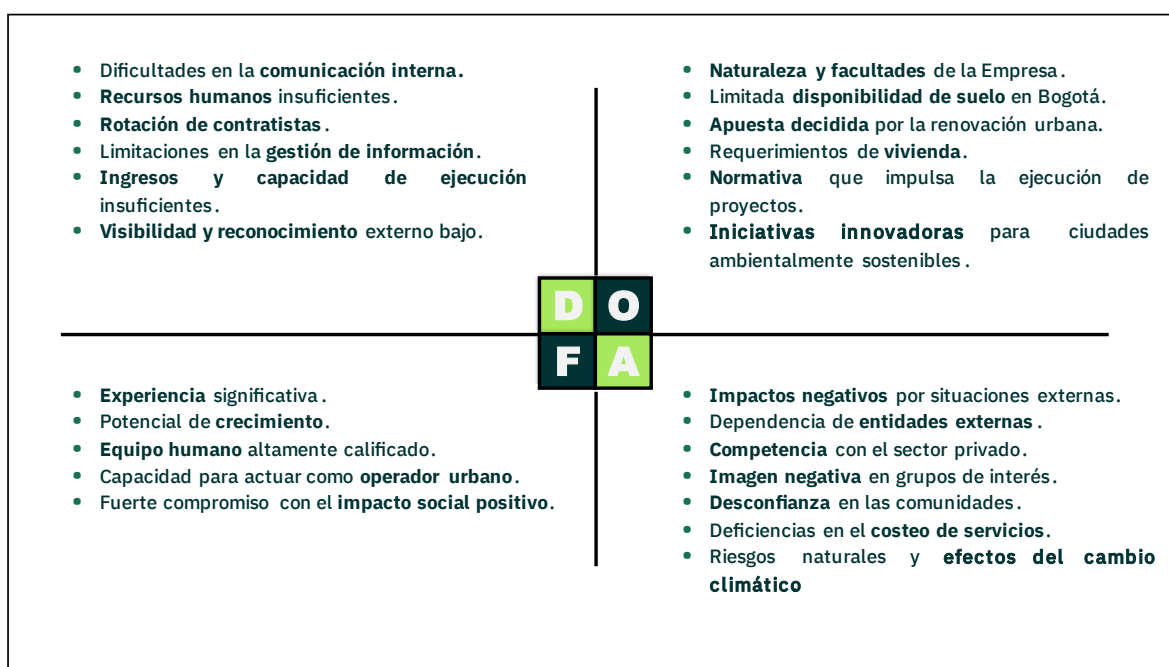 • Dificultades en la comunicación interna.
• Recursos humanos insuficientes.
• Rotación de contratistas.
• Limitaciones en la gestión de información.
• Ingresos y capacidad de ejecución
insuficientes.
• Visibilidad y reconocimiento externo bajo.
• Naturaleza y facultades de la Empresa.
• Limitada disponibilidad de suelo en Bogotá.
• Apuesta decidida por la renovación urbana.
• Requerimientos de vivienda.
• Normativa que impulsa la ejecución de
proyectos.
• Iniciativas innovadoras para ciudades
ambientalmente sostenibles.
D O
F A
• Experiencia significativa.
• Potencial de crecimiento.
• Equipo humano altamente calificado.
• Capacidad para actuar como operador urbano.
• Fuerte compromiso con el impacto social positivo.
• Impactos negativos por situaciones externas.
• Dependencia de entidades externas.
• Competencia con el sector privado.
• Imagen negativa en grupos de interés.
• Desconfianza en las comunidades.
• Deficiencias en el costeo de servicios.
• Riesgos naturales y efectos del cambio
climático